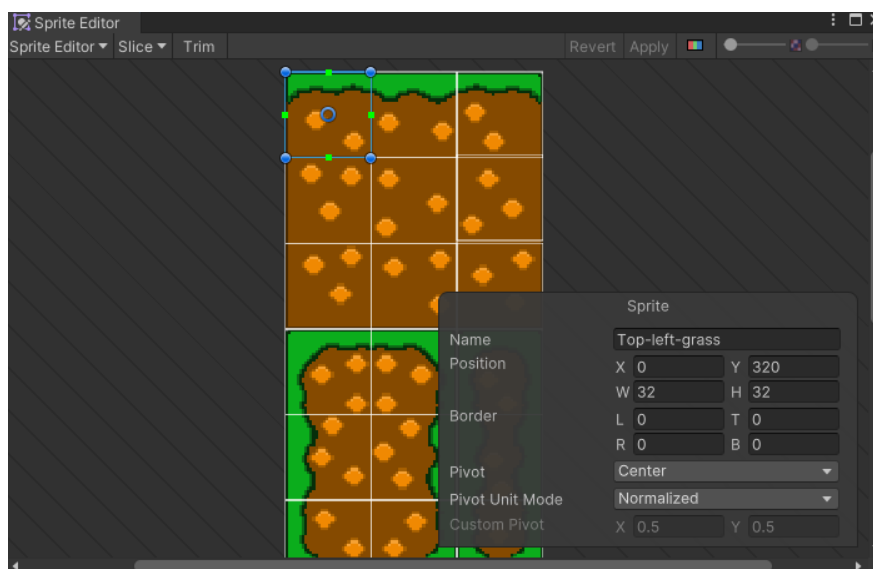 Sprite Editor
Sprite Editor Slice Trim Revert Apply
Sprite
Name Top-left-grass
Position X 0 Y 320
W 32 H 32
Border L 0 T 0
R 0 B 0
Pivot Center
Pivot Unit Mode Normalized
Custom Pivot X 0.5 Y 0.5